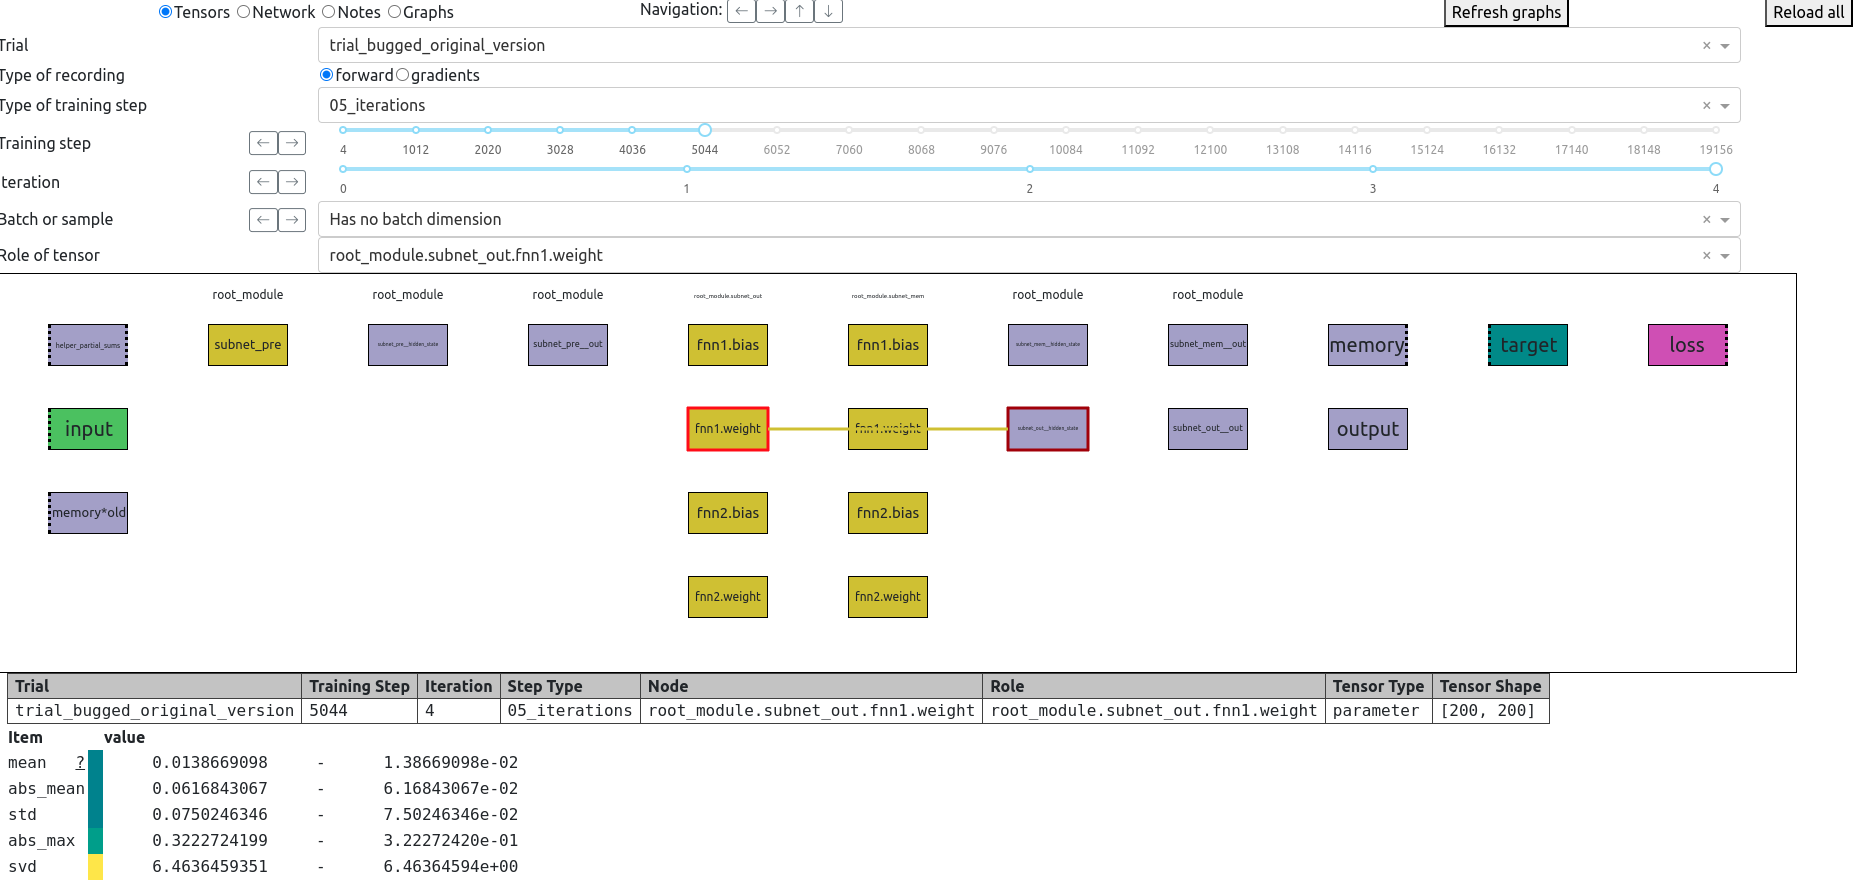 Tensors Network Notes Graphs Navigation: ← → ↑ ↓ Refresh graphs Reload all
Trial trial_bugged_original_version ×
Type of recording forward gradients
Type of training step 05_iterations ×
Training step ← → 4 1012 2020 3028 4036 5044 6052 7060 8068 9076 10084 11092 12100 13108 14116 15124 16132 17140 18148 19156
teration ← → 0 1 2 3 4
Batch or sample ← → Has no batch dimension ×
Role of tensor root_module.subnet_out.fnn1.weight ×
root_module root_module root_module root_module.subnet_out root_module.subnet_mem root_module root_module
helper_partial_sums subnet_pre subnet_pre__hidden_state subnet_pre__out fnn1.bias fnn1.bias subnet_mem__hidden_state subnet_mem__out memory target loss
input fnn1.weight fnn1.weight subnet_out__hidden_state subnet_out__out output
memory*old fnn2.bias fnn2.bias
fnn2.weight fnn2.weight
Trial Training Step Iteration Step Type Node Role Tensor Type Tensor Shape
trial_bugged_original_version 5044 4 05_iterations root_module.subnet_out.fnn1.weight root_module.subnet_out.fnn1.weight parameter [200, 200]
Item value
mean ? 0.0138669098 - 1.38669098e-02
abs_mean 0.0616843067 - 6.16843067e-02
std 0.0750246346 - 7.50246346e-02
abs_max 0.3222724199 - 3.22272420e-01
svd 6.4636459351 - 6.46364594e+00